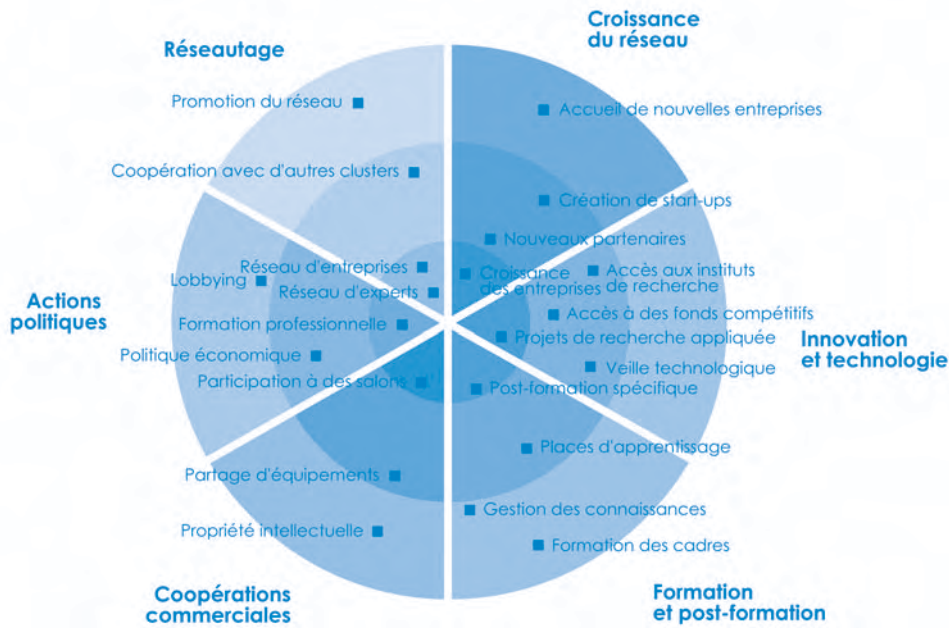 Croissance
du réseau
Réseautage
Promotion du réseau
Accueil de nouvelles entreprises
Coopération avec d'autres clusters
Création de start-ups
Nouveaux partenaires
Réseau d'entreprises
Croissance
des entreprises
Accès aux instituts
de recherche
Lobbying
Réseau d'experts
Actions
politiques
Formation professionnelle
Accès à des fonds compétitifs
Projets de recherche appliquée
Innovation
et technologie
Politique économique
Veille technologique
Participation à des salons
Post-formation spécifique
Places d'apprentissage
Partage d'équipements
Gestion des connaissances
Propriété intellectuelle
Formation des cadres
Coopérations
commerciales
Formation
et post-formation